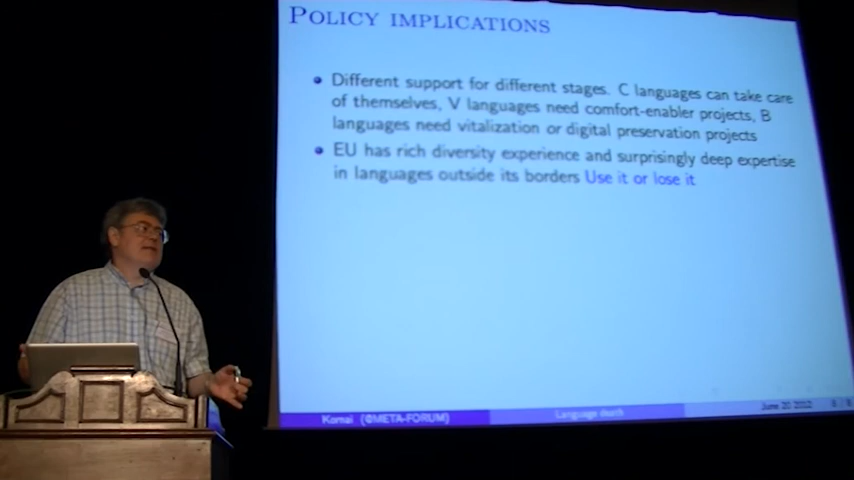 POLICY IMPLICATIONS
Different support for different stages. C languages can take care
of themselves, V languages need comfort-enabler projects, B
languages need vitalization or digital preservation projects
EU has rich diversity experience and surprisingly deep expertise
in languages outside its borders Use it or lose it
Kornai (@META-FORUM) Language death June 20 2012